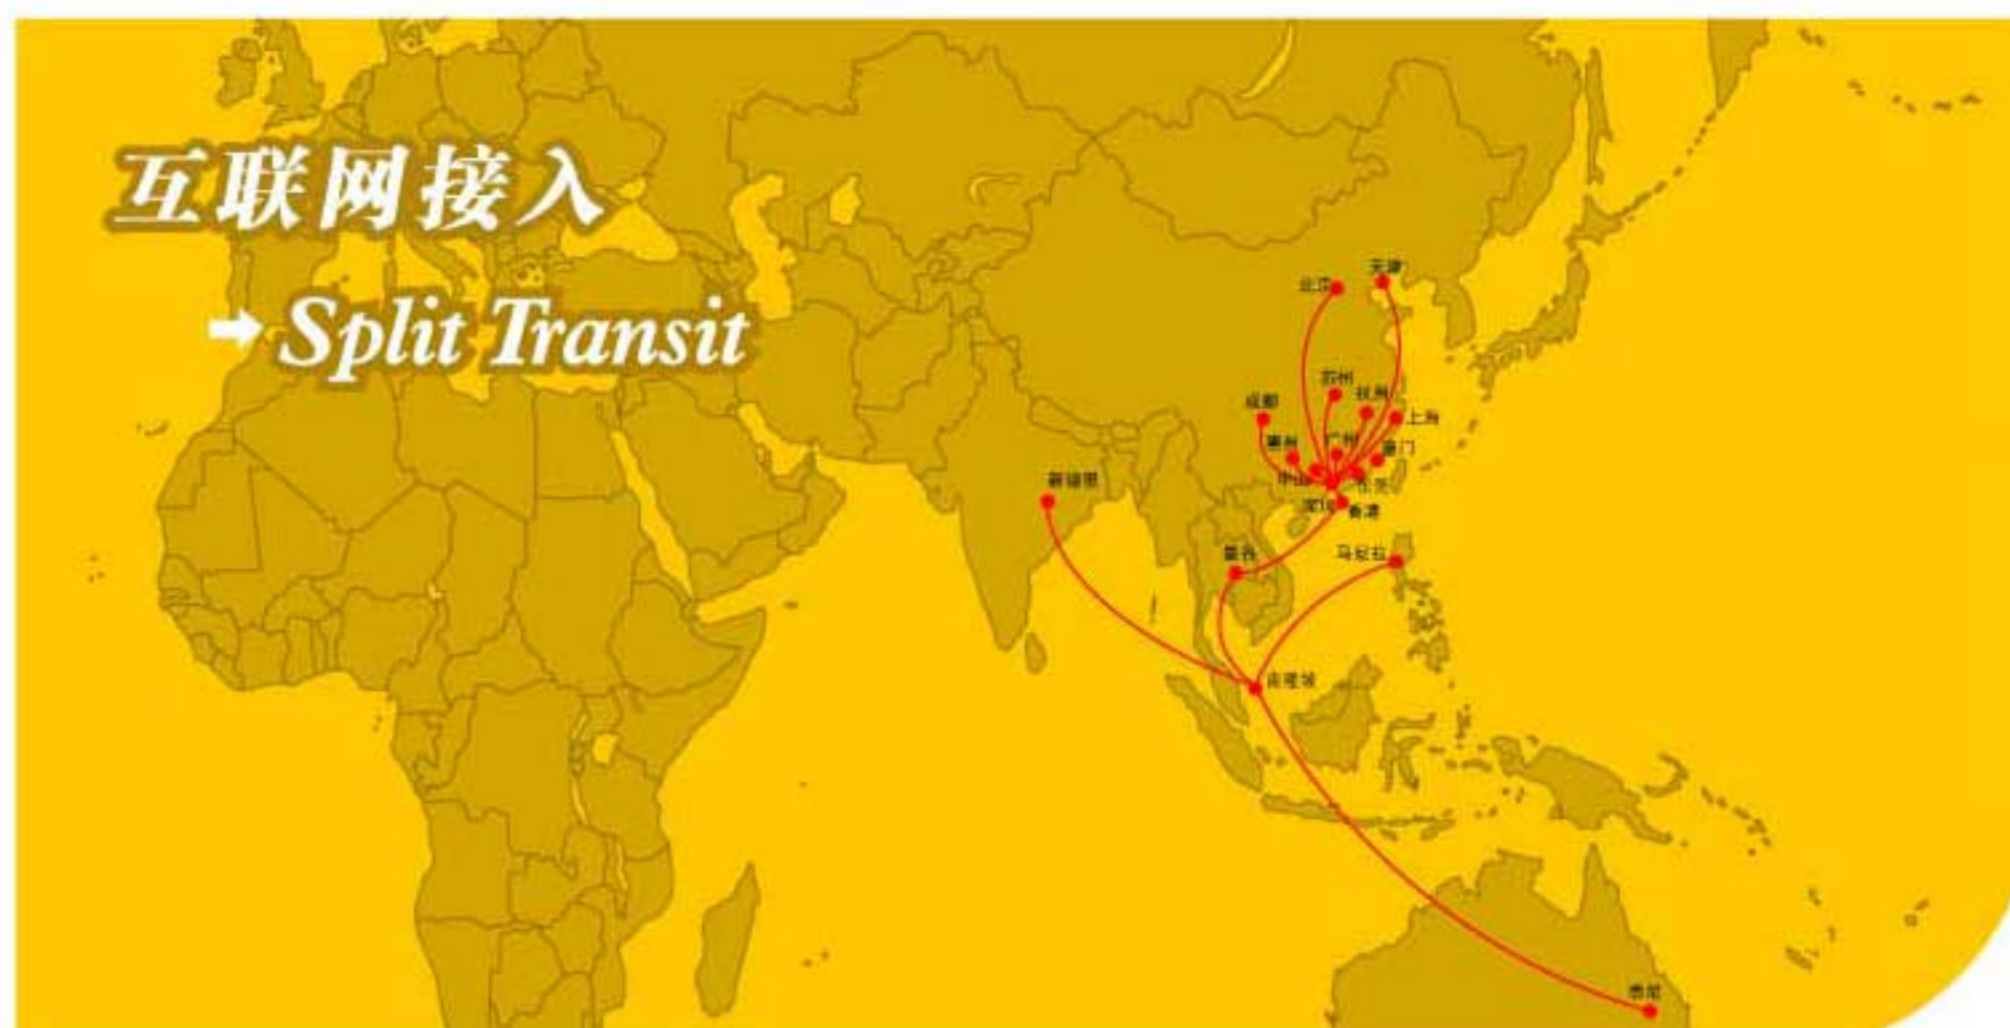 互联网接入
➡ Split Transit
天津
北京
苏州
杭州
成都
上海
惠州
广州
厦门
中山
东莞
深圳
香港
新德里
曼谷
马尼拉
吉隆坡
悉尼